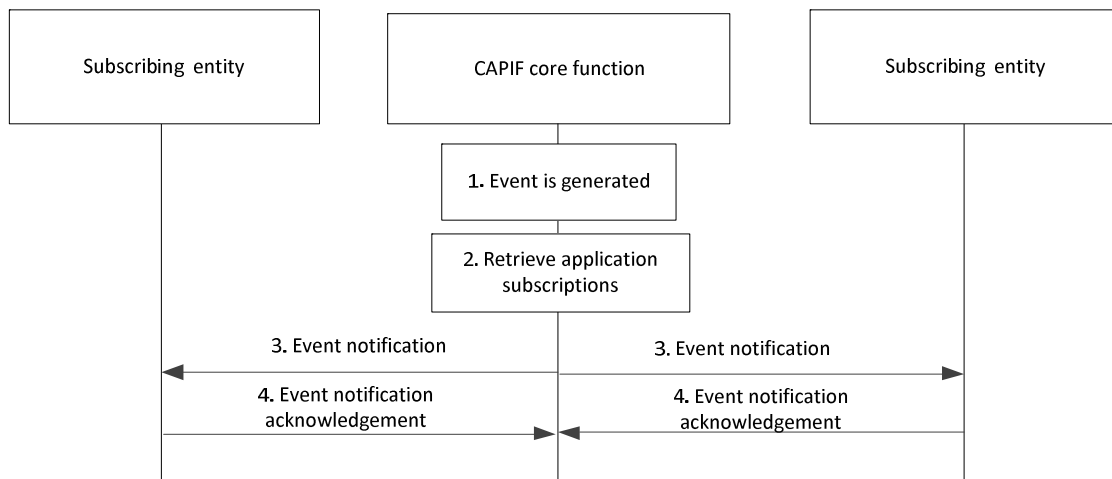 Subscribing entity
CAPIF core function
Subscribing entity
1. Event is generated
2. Retrieve application
subscriptions
3. Event notification
3. Event notification
4. Event notification
acknowledgement
4. Event notification
acknowledgement